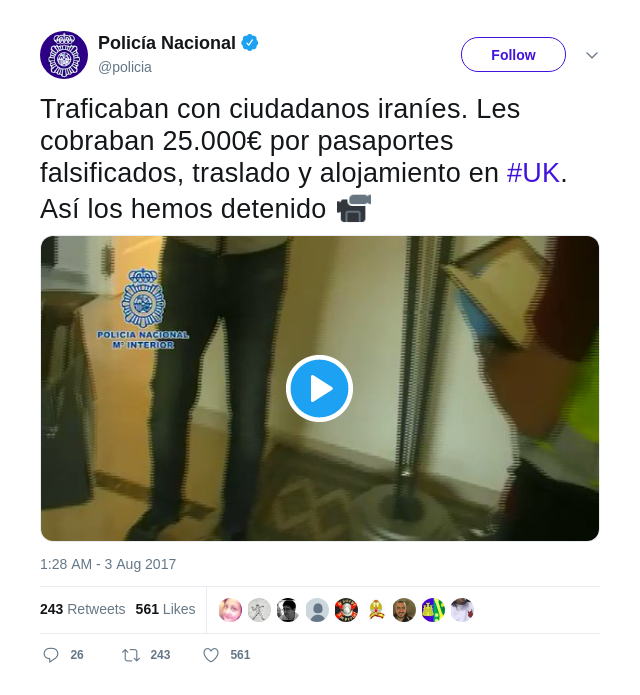 Policía Nacional
@policia
Follow
Traficaban con ciudadanos iraníes. Les
cobraban 25.000€ por pasaportes
falsificados, traslado y alojamiento en #UK.
Así los hemos detenido
POLICIA NACIONAL
Mº INTERIOR
1:28 AM - 3 Aug 2017
243 Retweets 561 Likes
26 243 561